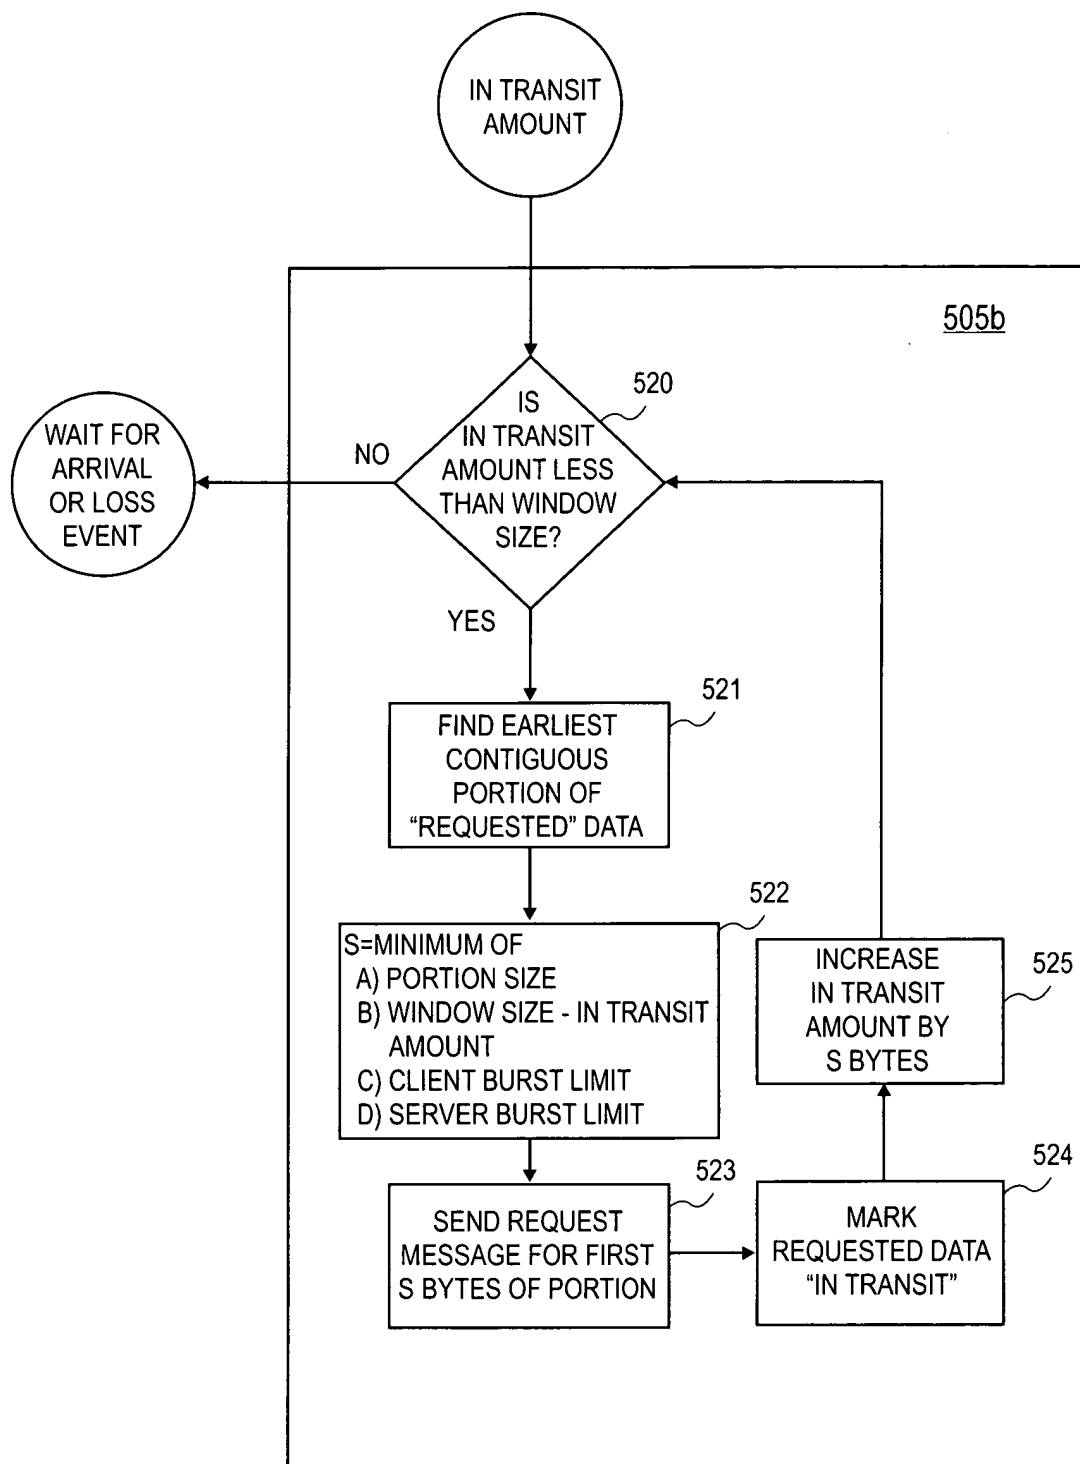 IN TRANSIT
AMOUNT
505b
520
IS
IN TRANSIT
AMOUNT LESS
THAN WINDOW
SIZE?
NO
WAIT FOR
ARRIVAL
OR LOSS
EVENT
YES
521
FIND EARLIEST
CONTIGUOUS
PORTION OF
“REQUESTED” DATA
522
S=MINIMUM OF
A) PORTION SIZE
B) WINDOW SIZE - IN TRANSIT
AMOUNT
C) CLIENT BURST LIMIT
D) SERVER BURST LIMIT
523
SEND REQUEST
MESSAGE FOR FIRST
S BYTES OF PORTION
524
MARK
REQUESTED DATA
“IN TRANSIT”
525
INCREASE
IN TRANSIT
AMOUNT BY
S BYTES